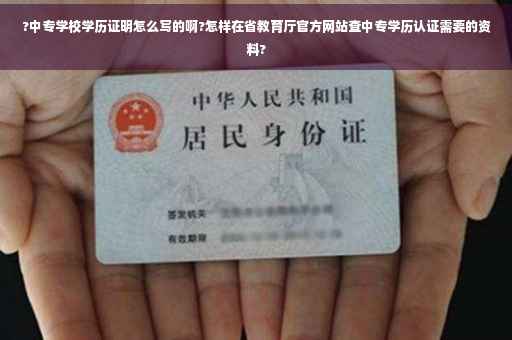 ?中专学校学历证明怎么写的啊?怎样在省教育厅官方网站查中专学历认证需要的资
料?
中华人民共和国
居民身份证
签发机关
有效期限